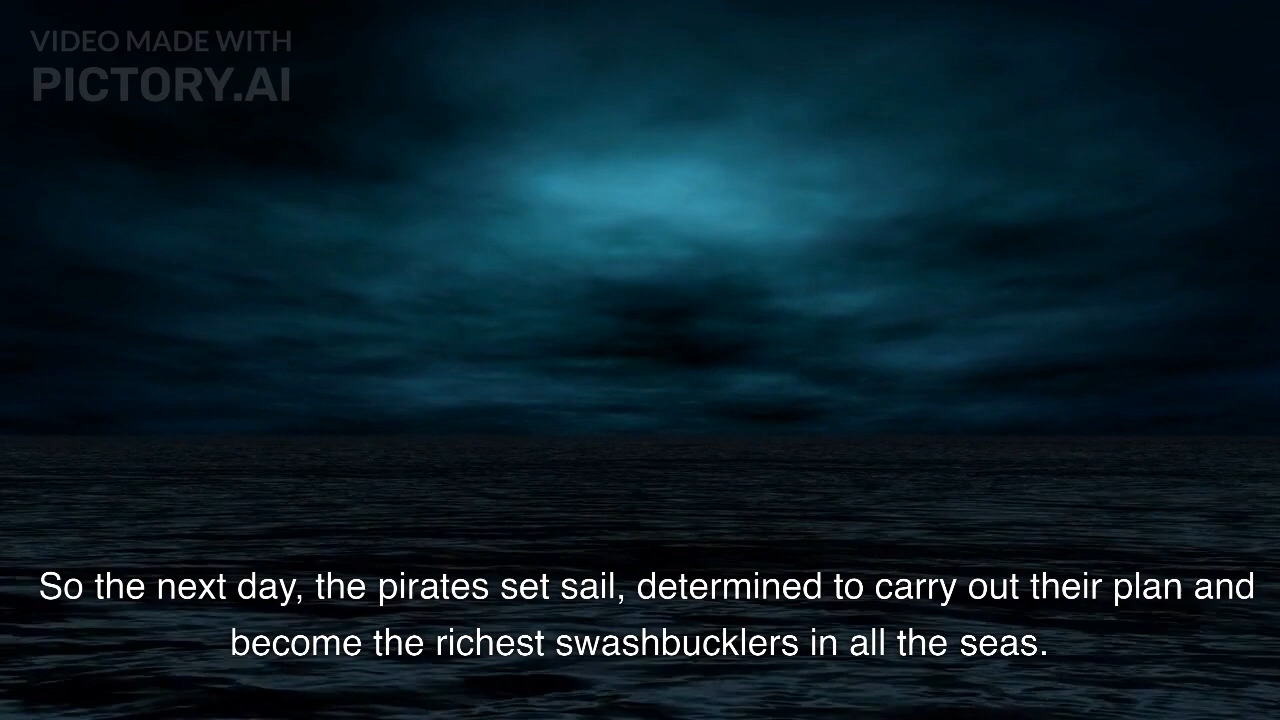 VIDEO MADE WITH
PICTORY.AI
So the next day, the pirates set sail, determined to carry out their plan and
become the richest swashbucklers in all the seas.